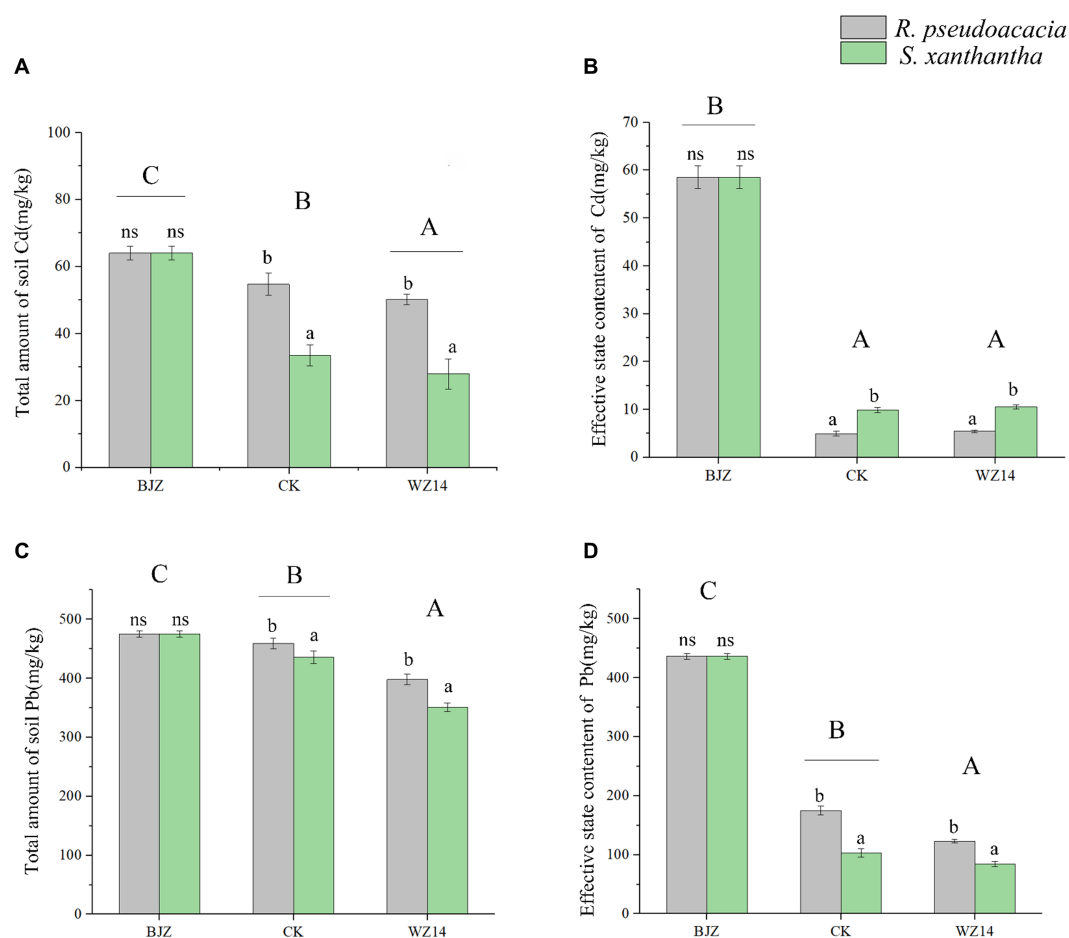 R. pseudoacacia
S. xanthantha
A
Total amount of soil Cd(mg/kg)
100
80
60
40
20
0
C
B
A
ns ns
b
a
b
a
BJZ CK WZ14
B
Effective state contentent of Cd(mg/kg)
70
60
50
40
30
20
10
0
B
A
A
ns ns
a
b
a
b
BJZ CK WZ14
C
Total amount of soil Pb(mg/kg)
500
400
300
200
100
0
C
B
A
ns ns
b
a
b
a
BJZ CK WZ14
D
Effective state contentent of Pb(mg/kg)
500
400
300
200
100
0
C
B
A
ns ns
b
a
b
a
BJZ CK WZ14